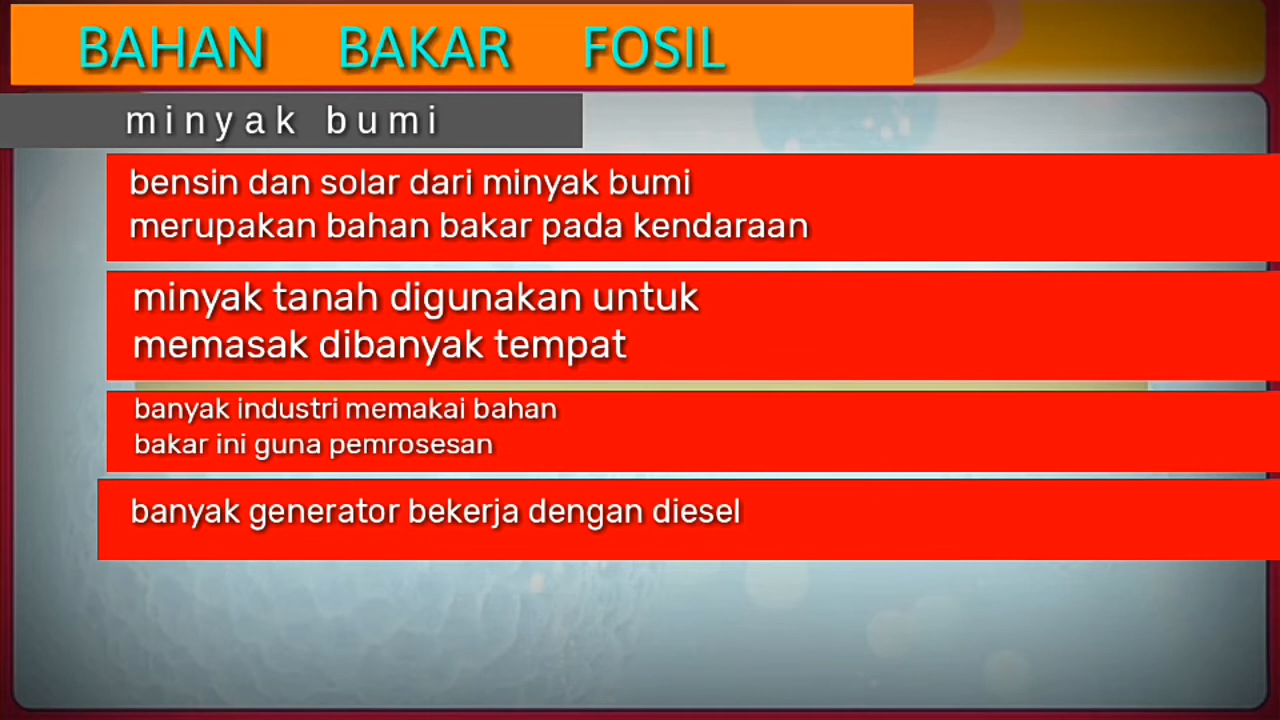 BAHAN BAKAR FOSIL
minyak bumi
bensin dan solar dari minyak bumi
merupakan bahan bakar pada kendaraan
minyak tanah digunakan untuk
memasak dibanyak tempat
banyak industri memakai bahan
bakar ini guna pemrosesan
banyak generator bekerja dengan diesel